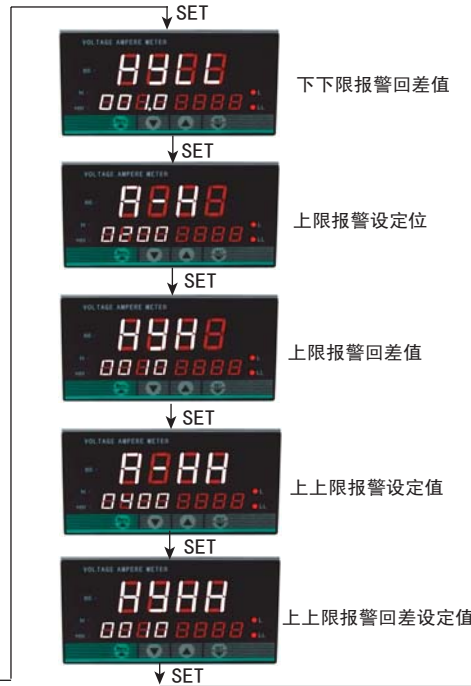 SET
VOLTAGE AMPERE METER
HYLL
001.0
下下限报警回差值
SET
VOLTAGE AMPERE METER
A-H
0200
上限报警设定位
SET
VOLTAGE AMPERE METER
HYH
0010
上限报警回差值
SET
VOLTAGE AMPERE METER
A-HH
0400
上上限报警设定值
SET
VOLTAGE AMPERE METER
HYHH
0010
上上限报警回差设定值
SET